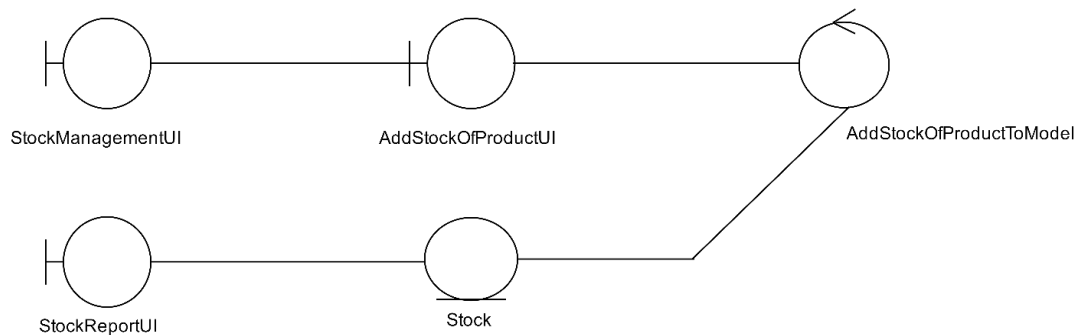 StockManagementUI
AddStockOfProductUI
AddStockOfProductToModel
StockReportUI
Stock